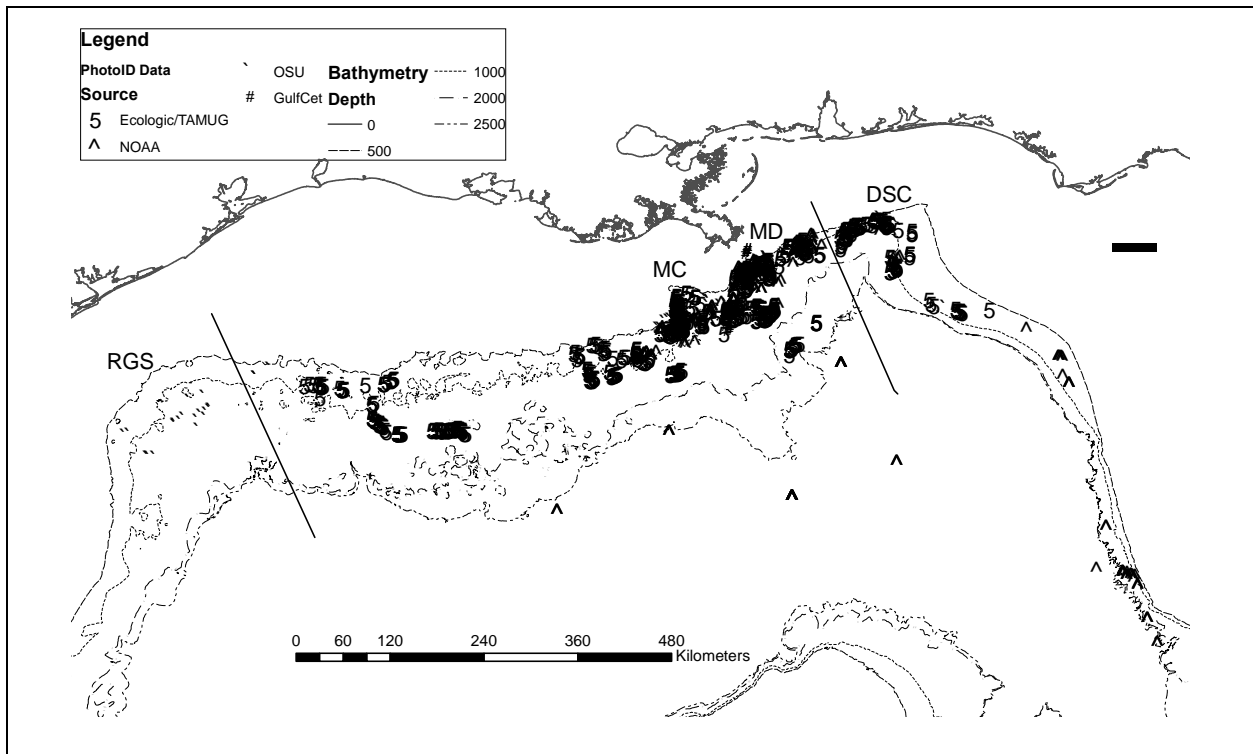 Legend
PhotoID Data
Source
5 Ecologic/TAMUG
^ NOAA
` OSU
# GulfCet
Bathymetry
Depth
0
500
1000
2000
2500
DSC
MD
MC
RGS
0 60 120 240 360 480
Kilometers